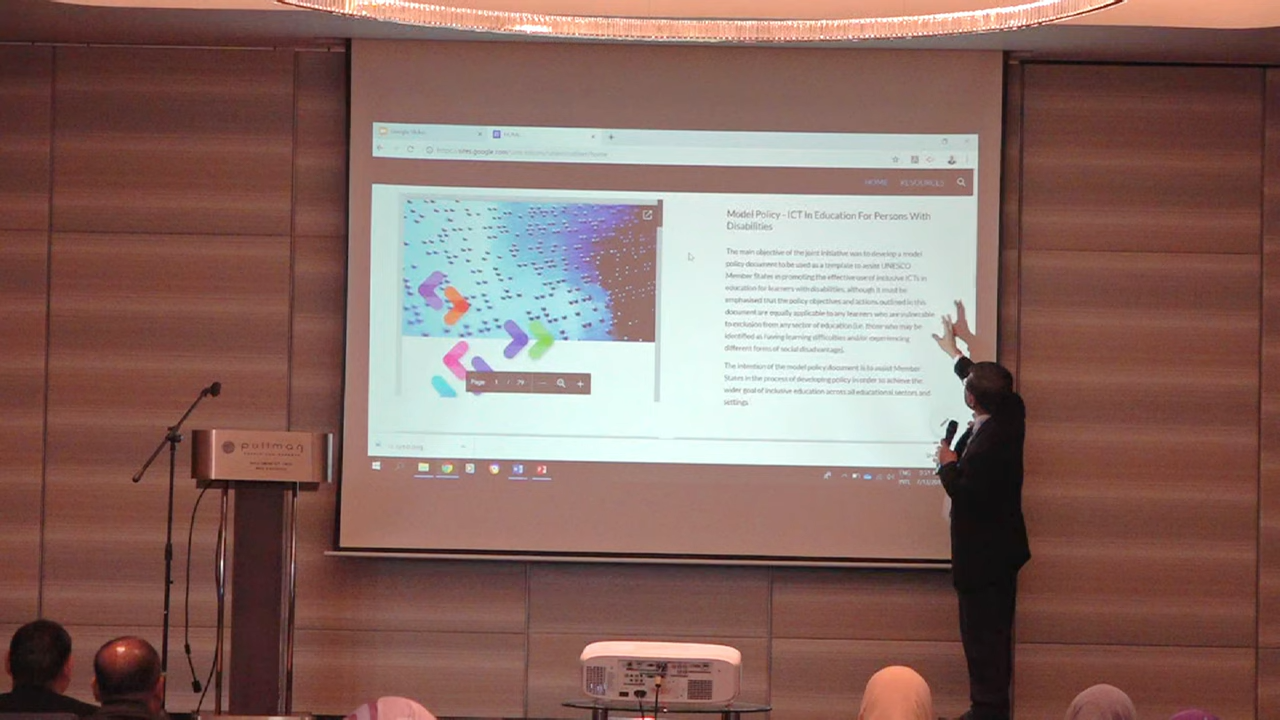 Google Slides
HOME
RESOURCES
Model Policy - ICT In Education For Persons With
Disabilities
The main objective of the joint initiative was to develop a model
policy document to be used as a template to assist UNESCO
Member States in promoting the effective use of inclusive ICTs in
education for learners with disabilities, although it must be
emphasised that the policy objectives and actions outlined in this
document are equally applicable to any learners who are vulnerable
to exclusion from any sector of education (i.e. those who may be
identified as having learning difficulties and/or experiencing
different forms of social disadvantage).
The intention of the model policy document is to assist Member
States in the process of developing policy in order to achieve the
wider goal of inclusive education across all educational sectors and
settings.
Page 1 / 79
pullman
ENG